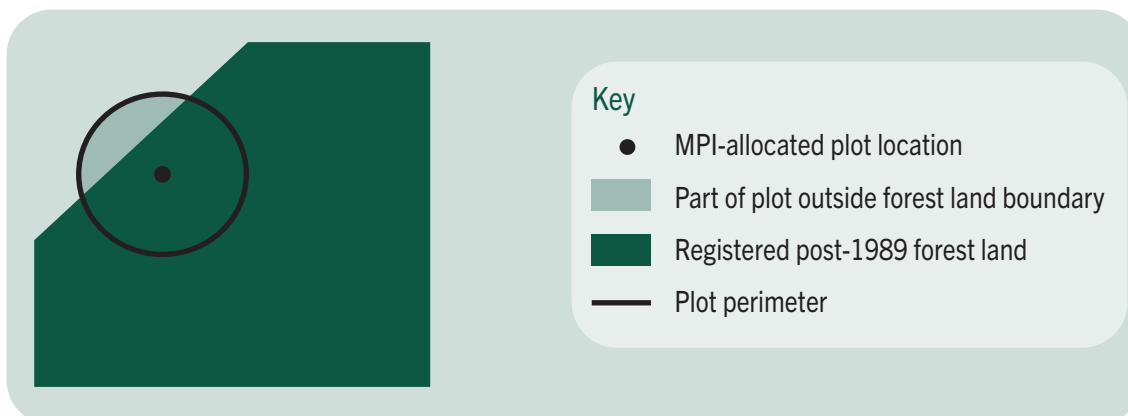 Key
MPI-allocated plot location
Part of plot outside forest land boundary
Registered post-1989 forest land
Plot perimeter